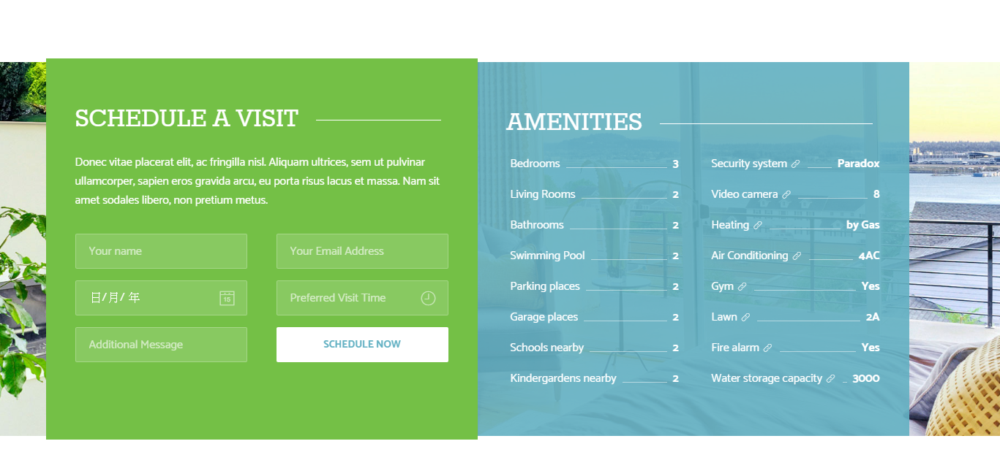 SCHEDULE A VISIT
Donec vitae placerat elit, ac fringilla nisl. Aliquam ultrices, sem ut pulvinar
ullamcorper, sapien eros gravida arcu, eu porta risus lacus et massa. Nam sit
amet sodales libero, non pretium metus.
Your name
Your Email Address
日/月/ 年
15
Preferred Visit Time
Additional Message
SCHEDULE NOW
AMENITIES
Bedrooms 3
Living Rooms 2
Bathrooms 2
Swimming Pool 2
Parking places 2
Garage places 2
Schools nearby 2
Kindergardens nearby 2
Security system Paradox
Video camera 8
Heating by Gas
Air Conditioning 4AC
Gym Yes
Lawn 2A
Fire alarm Yes
Water storage capacity 3000